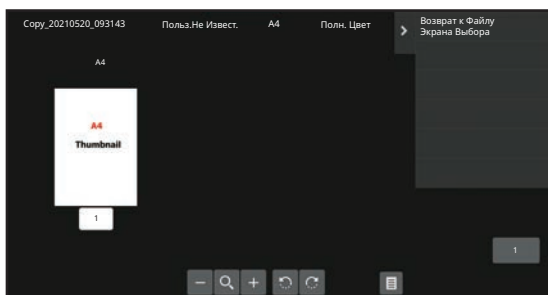 Copy_20210520_093143 Польз.Не Извест. A4 Полн. Цвет
Возврат к Файлу
Экрана Выбора
A4
A4
Thumbnail
1
1